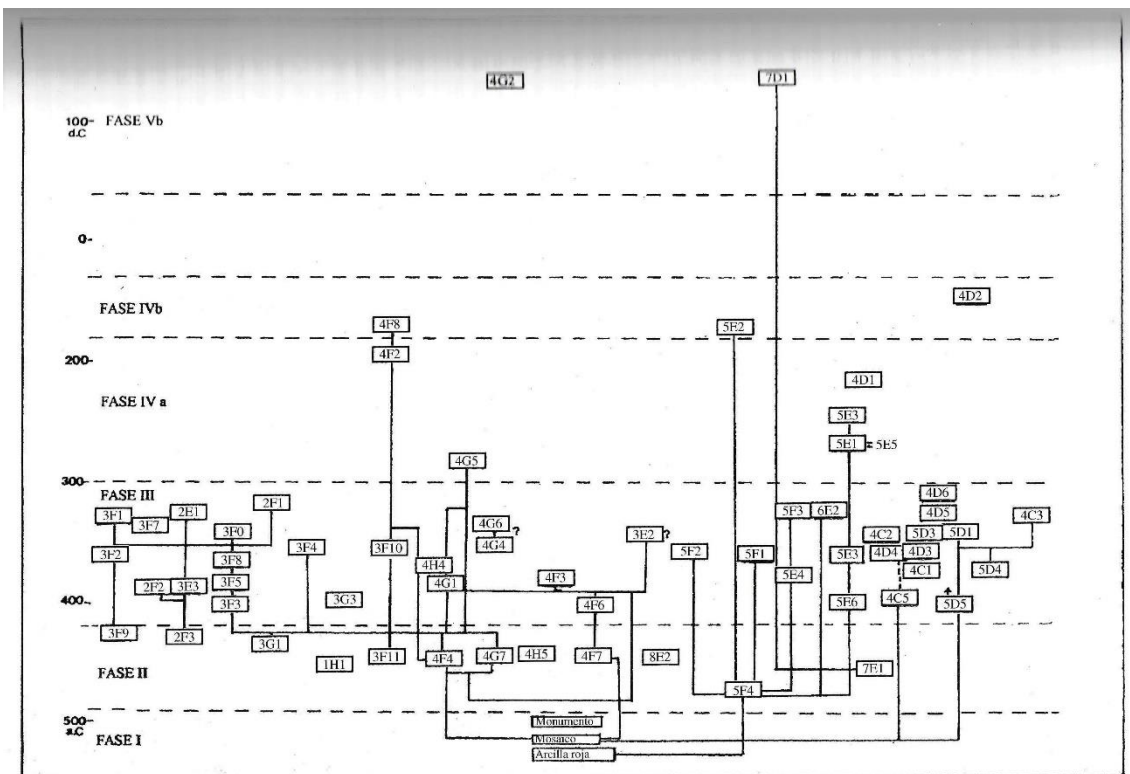 4G2 7D1
100- FASE Vb
d.C
0-
FASE IVb 4D2
4F8 5E2
200- 4F2
4D1
FASE IV a
5E3
5E1 = 5E5
4G5
300-
FASE III 4D6
2F1
3F1 2E1 5F3 6E2 4D5 4C3
3F7 4G6 ?
3F0 3E2 ? 4C2 5D3 5D1
3F2 3F4 3F10 4G4 5F2 5F1 5E3 4D4 4D3
3F8 4H4 4C1 5D4
2F2 3E3 3F5 4G1 4F3 5E4
400- 3F3 3G3 4F6 5E6 4C5 5D5
3F9 2F3 3G1
1H1 3F11 4F4 4G7 4H5 4F7 8E2
FASE II 7E1
5F4
500- Monumento
a.C
FASE I Mosaico
Arcilla roja